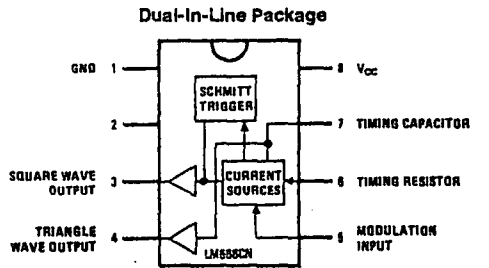 Dual-In-Line Package
GND 1
8 VCC
SCHMITT
TRIGGER
2
7 TIMING CAPACITOR
SQUARE WAVE
OUTPUT
3
CURRENT
SOURCES
6 TIMING RESISTOR
TRIANGLE
WAVE OUTPUT
4
5 MODULATION
INPUT